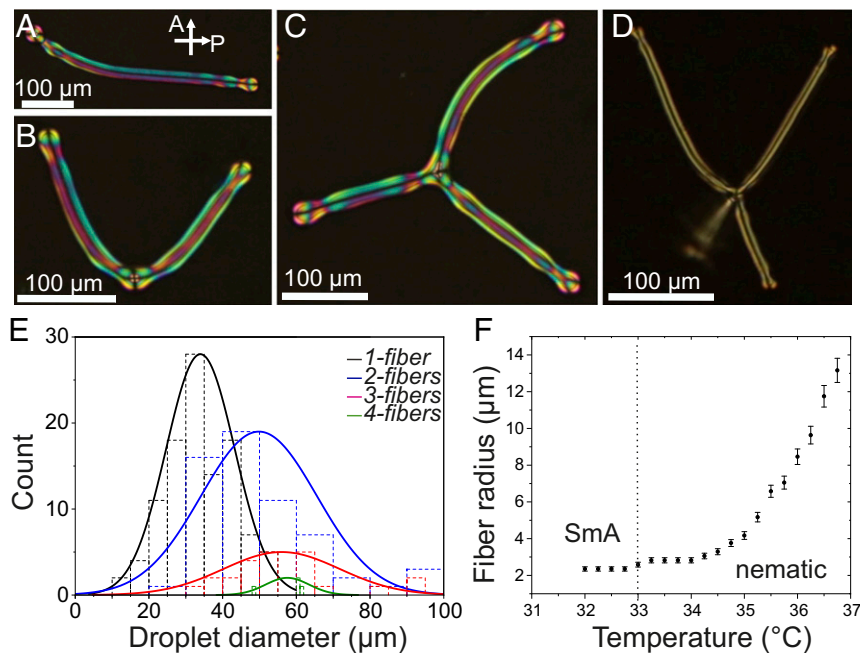 A
A
P
100 µm
B
100 µm
C
100 µm
D
100 µm
E
30
20
10
0
Count
0 20 40 60 80 100
Droplet diameter (µm)
1-fiber
2-fibers
3-fibers
4-fibers
F
14
12
10
8
6
4
2
Fiber radius (µm)
SmA
nematic
31 32 33 34 35 36 37
Temperature (°C)